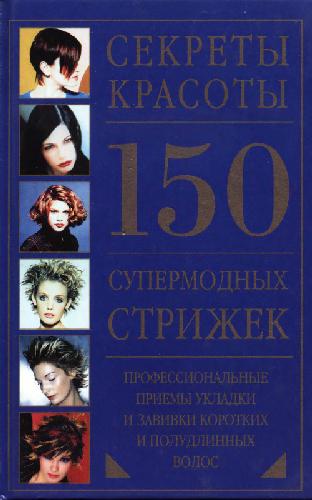 СЕКРЕТЫ
КРАСОТЫ
150
СУПЕРМОДНЫХ
СТРИЖЕК
ПРОФЕССИОНАЛЬНЫЕ
ПРИЕМЫ УКЛАДКИ
И ЗАВИВКИ КОРОТКИХ
И ПОЛУДЛИННЫХ
ВОЛОС